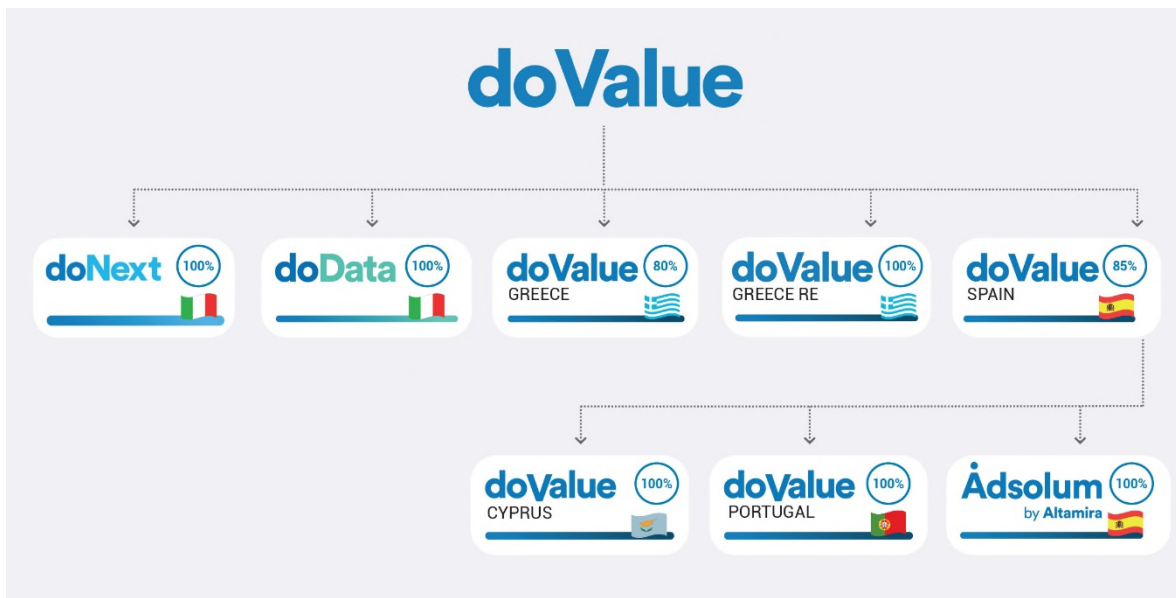 doValue
doNext 100%
doData 100%
doValue 80%
GREECE
doValue 100%
GREECE RE
doValue 85%
SPAIN
doValue 100%
CYPRUS
doValue 100%
PORTUGAL
Ådsolum 100%
by Altamira